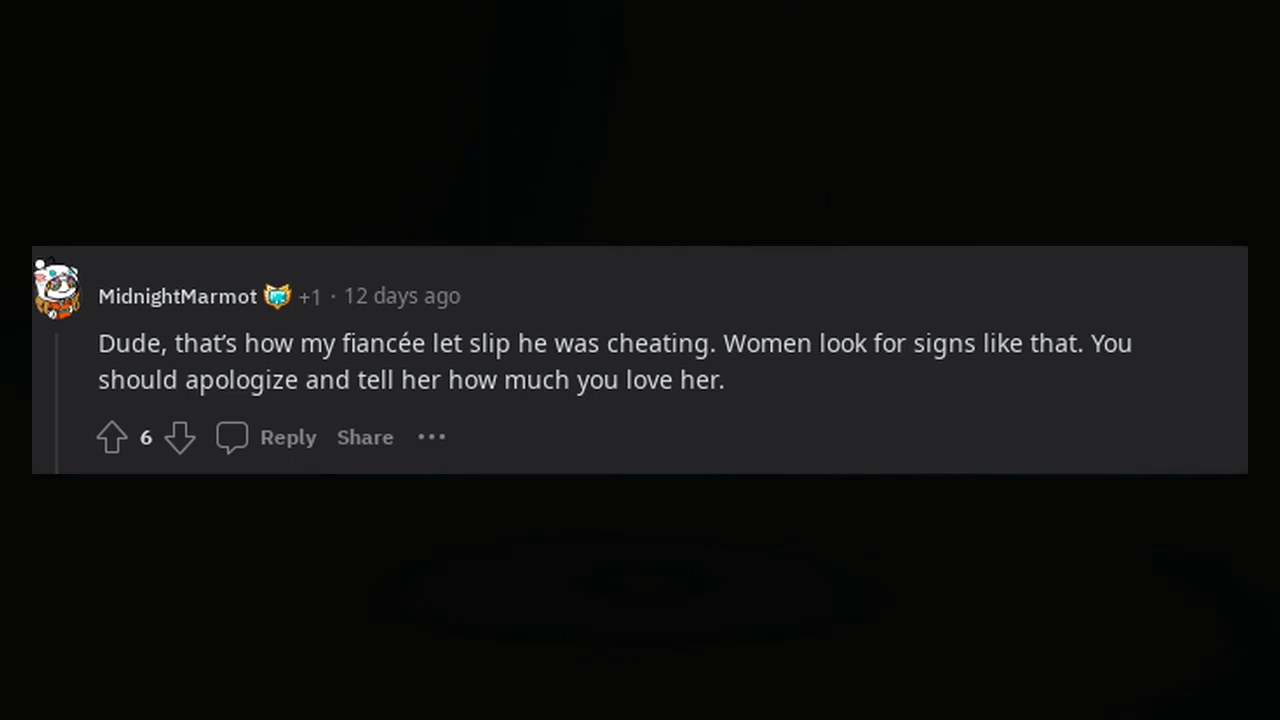 MidnightMarmot +1 · 12 days ago
Dude, that’s how my fiancée let slip he was cheating. Women look for signs like that. You
should apologize and tell her how much you love her.
6 Reply Share ···